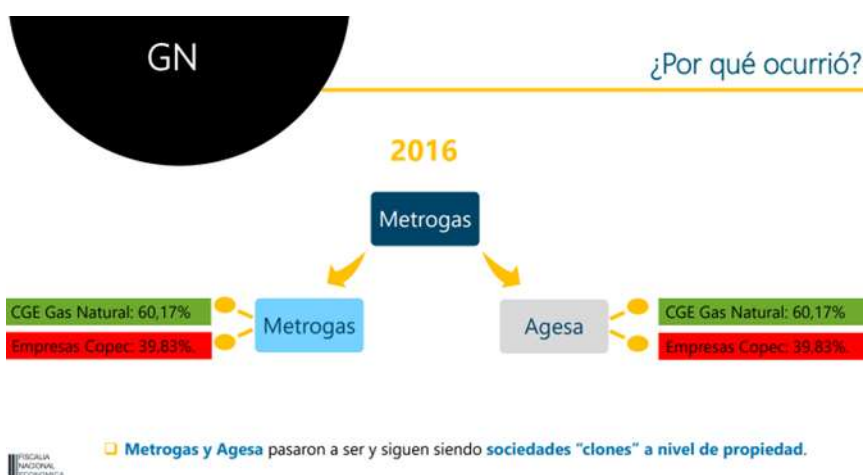 GN
¿Por qué ocurrió?
2016
Metrogas
CGE Gas Natural: 60,17%
Empresas Copec: 39,83%.
Metrogas
Agesa
CGE Gas Natural: 60,17%
Empresas Copec: 39,83%.
Metrogas y Agesa pasaron a ser y siguen siendo sociedades “clones” a nivel de propiedad.
FISCALIA
NACIONAL
ECONOMICA